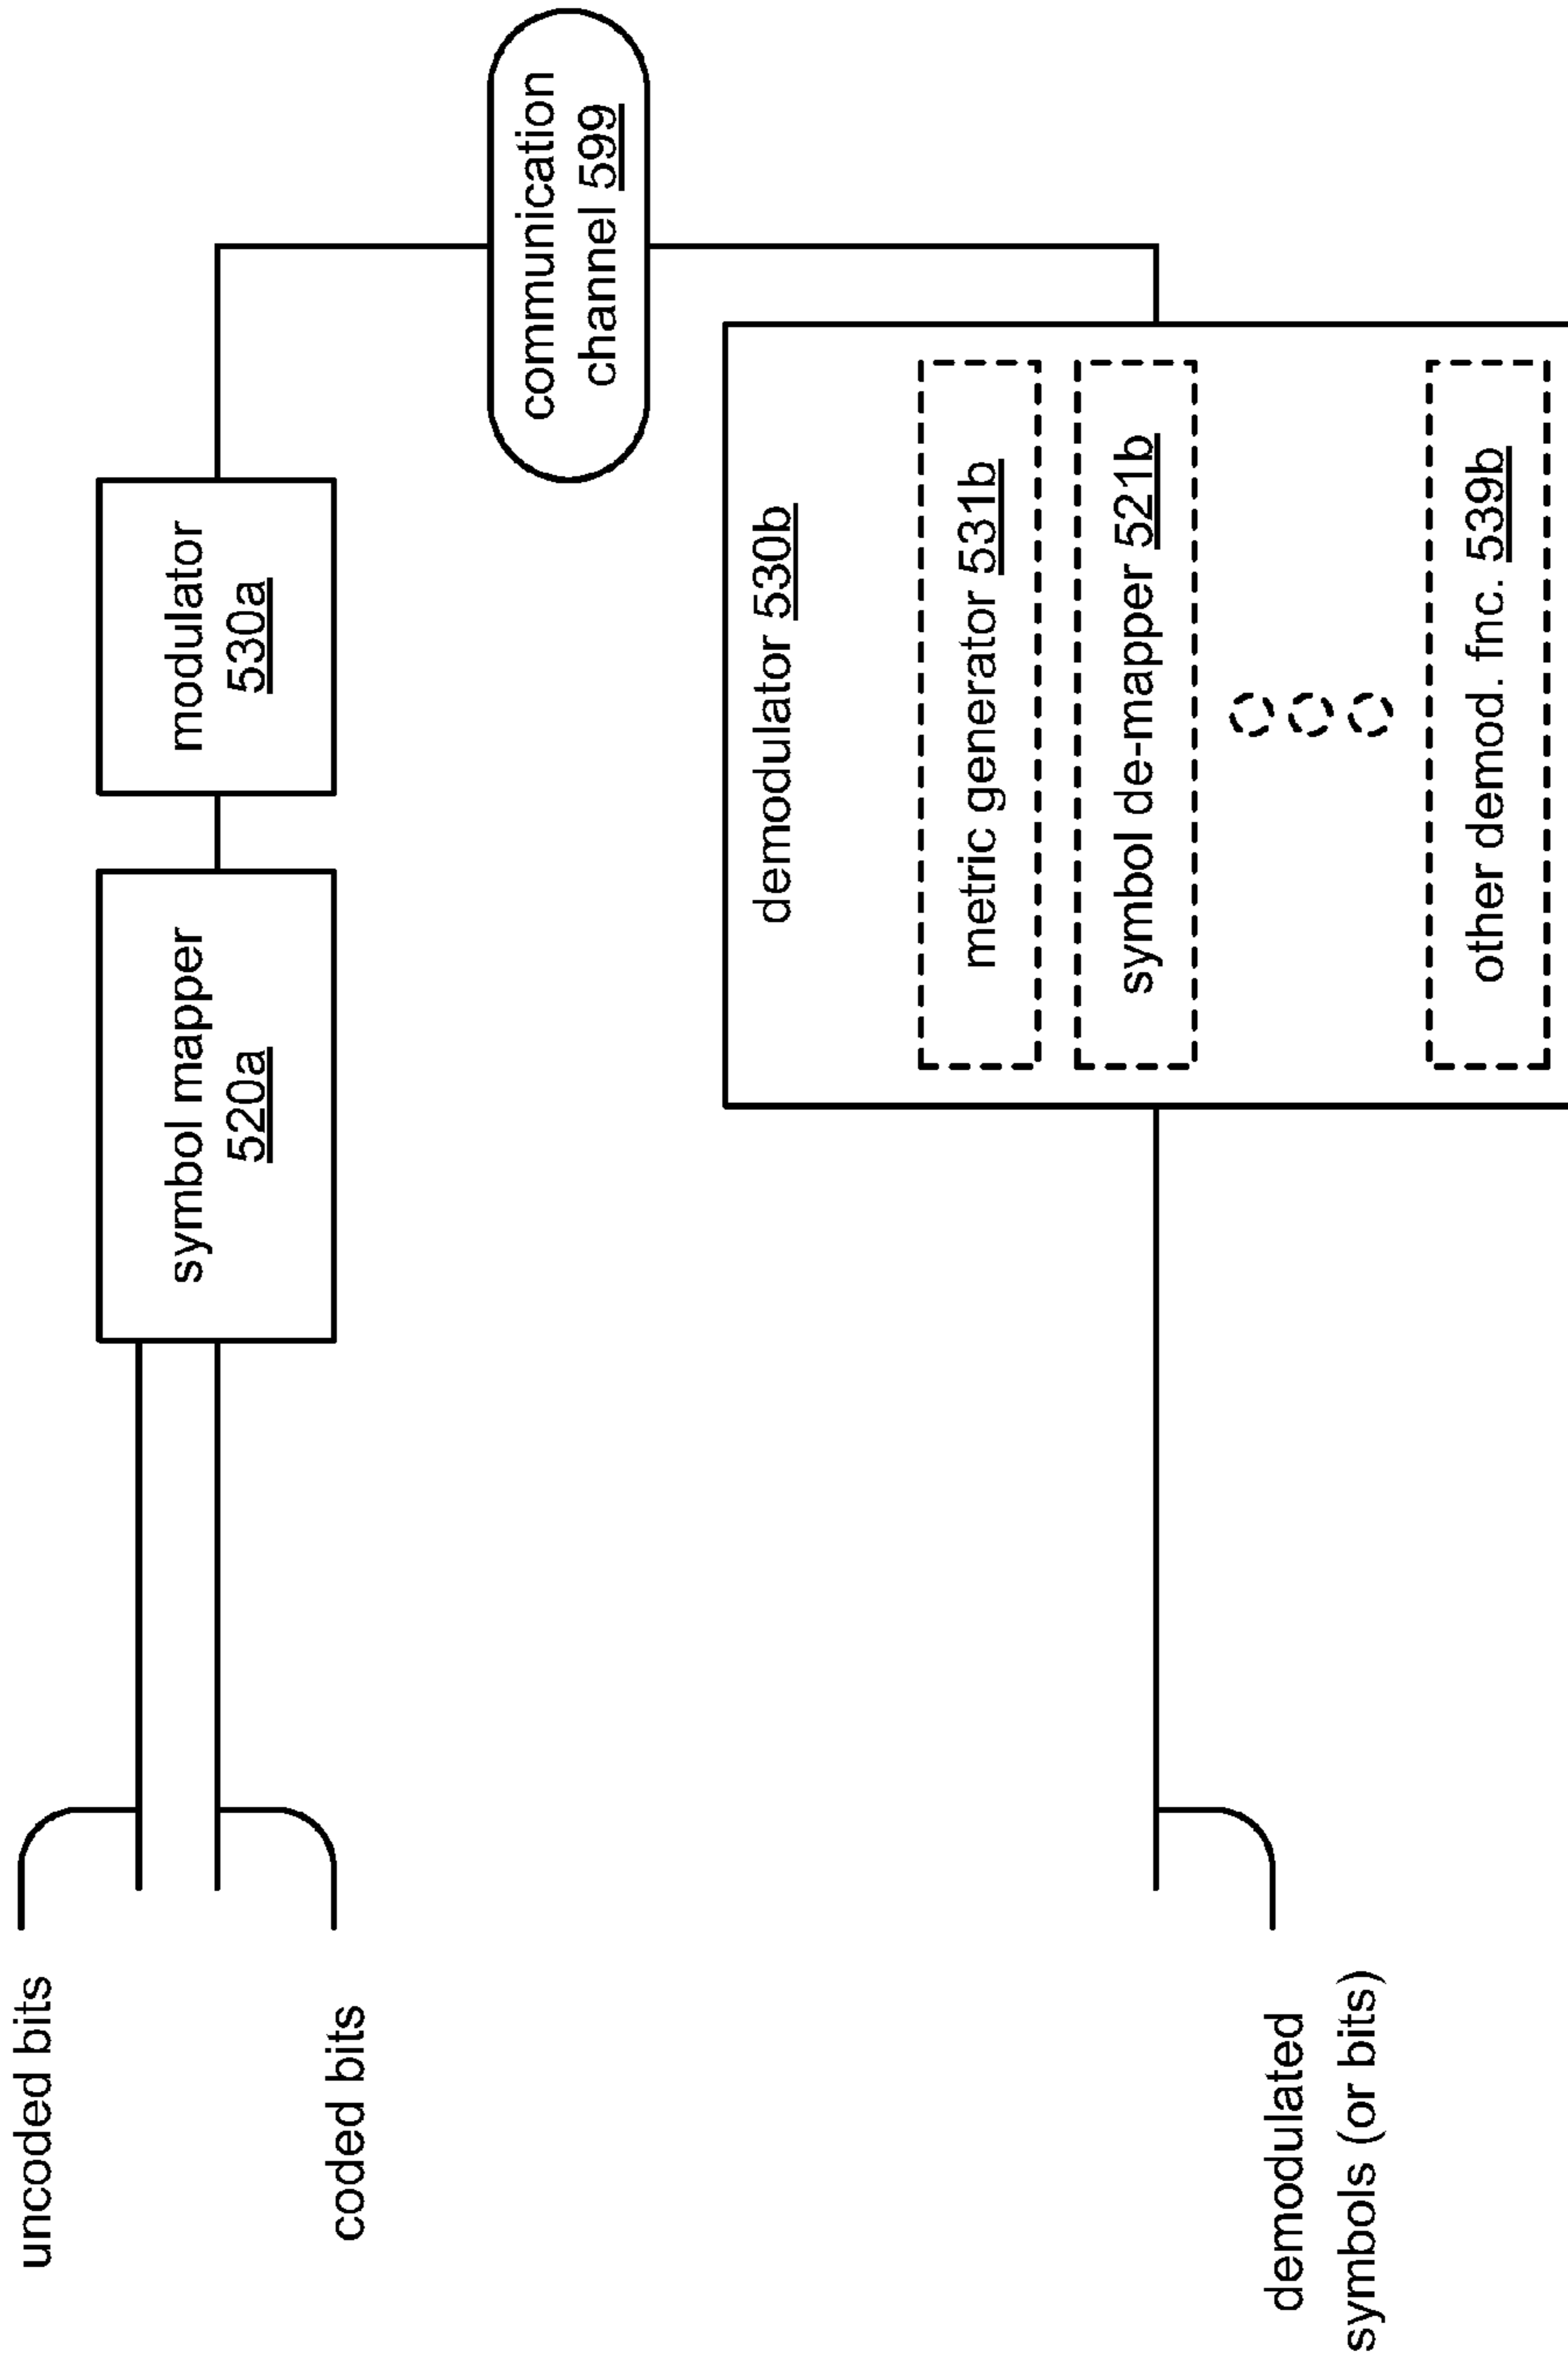 uncoded bits
coded bits
symbol mapper
520a
modulator
530a
communication
channel 599
demodulator 530b
metric generator 531b
symbol de-mapper 521b
other demod. fnc. 539b
demodulated
symbols (or bits)